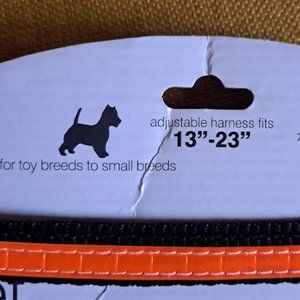 adjustable harness fits
13”-23”
for toy breeds to small breeds